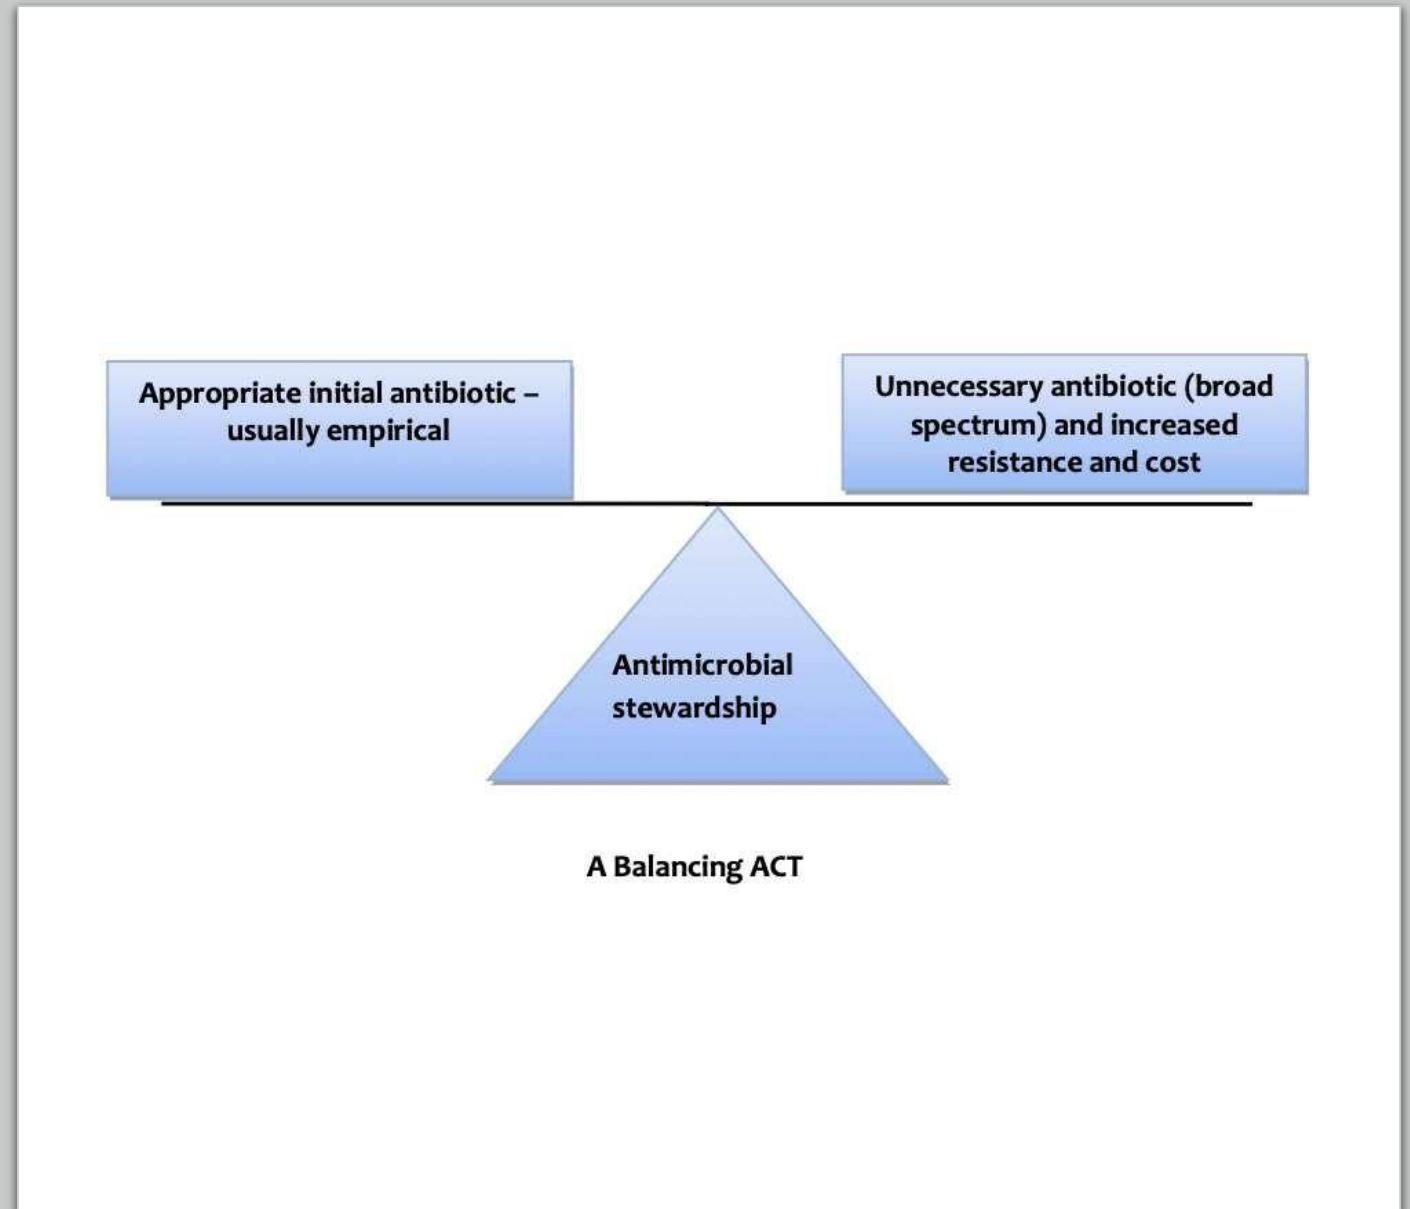 Appropriate initial antibiotic –
usually empirical
Unnecessary antibiotic (broad
spectrum) and increased
resistance and cost
Antimicrobial
stewardship
A Balancing ACT